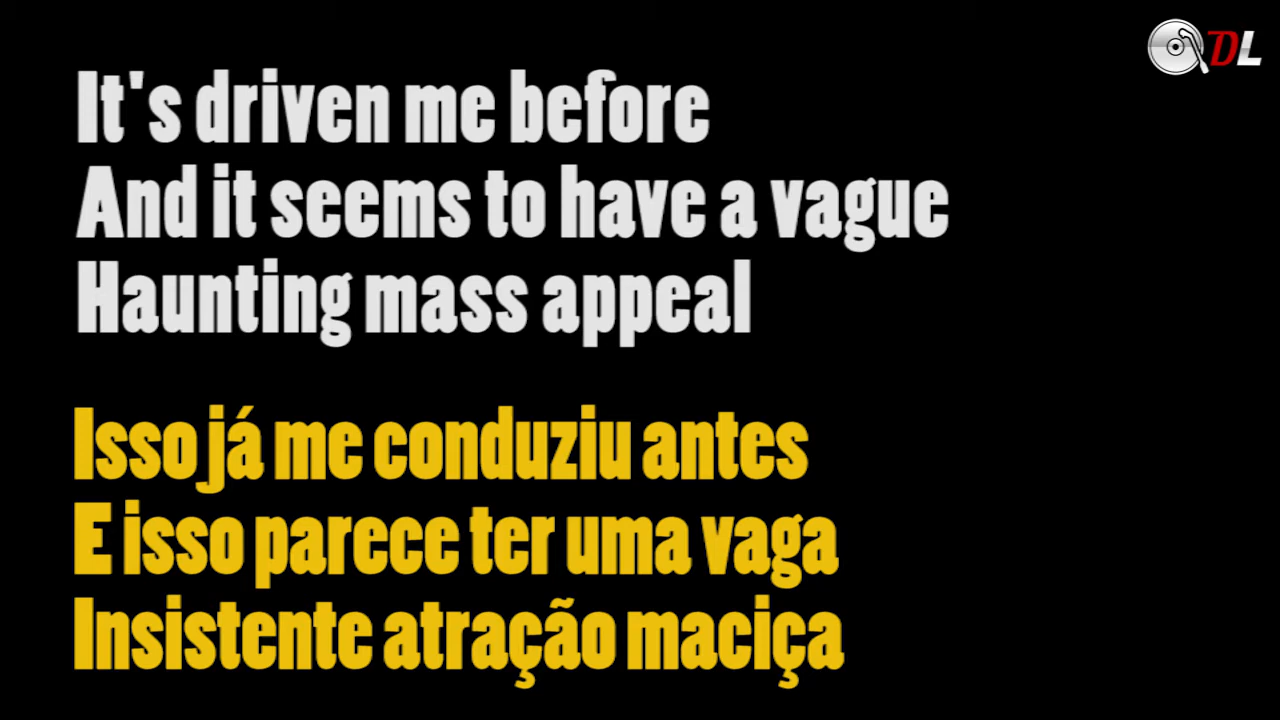 DL
It's driven me before
And it seems to have a vague
Haunting mass appeal
Isso já me conduziu antes
E isso parece ter uma vaga
Insistente atração maciça